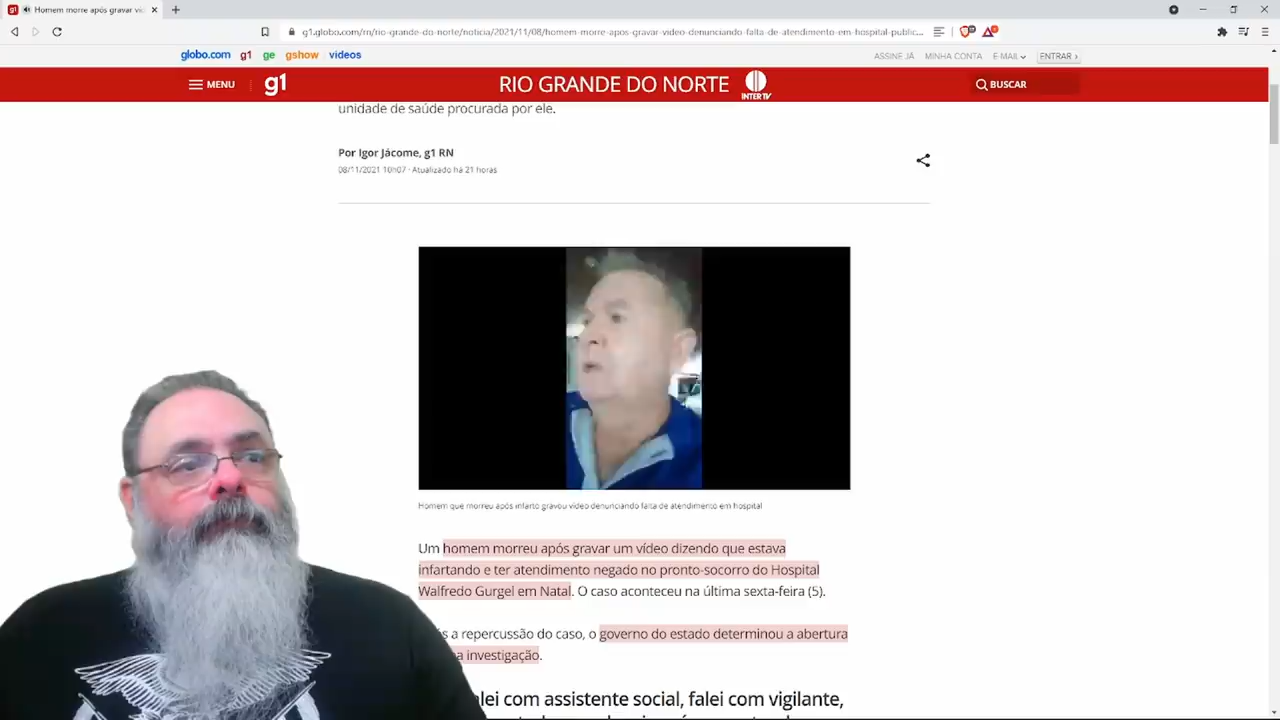 Homem morre após gravar víd
g1.globo.com/rn/rio-grande-do-norte/noticia/2021/11/08/homem-morre-apos-gravar-video-denunciando-falta-de-atendimento-em-hospital-public...
globo.com g1 ge gshow vídeos
ASSINE JÁ MINHA CONTA E-MAIL ENTRAR ›
MENU g1 RIO GRANDE DO NORTE INTER TV BUSCAR
unidade de saúde procurada por ele.
Por Igor Jácome, g1 RN
08/11/2021 10h07 · Atualizado há 21 horas
Homem que morreu após infarto gravou vídeo denunciando falta de atendimento em hospital
Um homem morreu após gravar um vídeo dizendo que estava
infartando e ter atendimento negado no pronto-socorro do Hospital
Walfredo Gurgel em Natal. O caso aconteceu na última sexta-feira (5).
s a repercussão do caso, o governo do estado determinou a abertura
a investigação.
lei com assistente social, falei com vigilante,